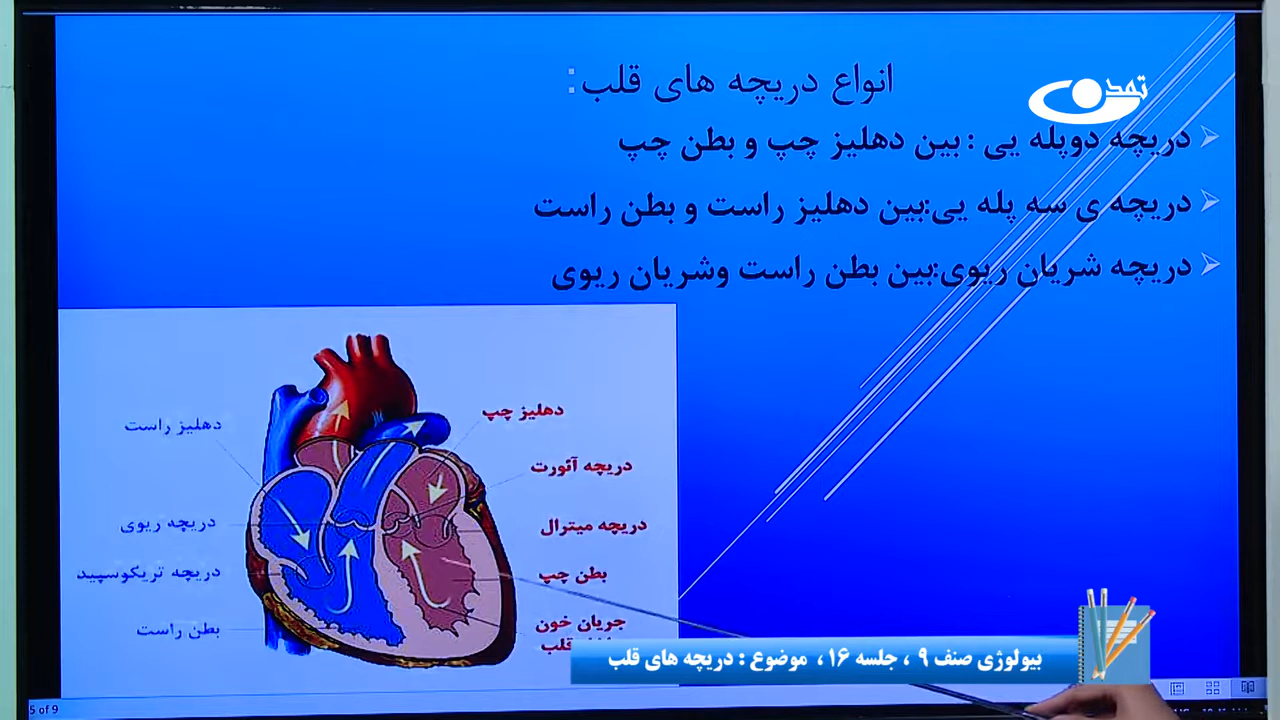 انواع دریچه های قلب:
تمدن
دریچه دوپله یی : بین دهلیز چپ و بطن چپ
دریچه ی سه پله یی:بین دهلیز راست و بطن راست
دریچه شریان ریوی:بین بطن راست وشریان ریوی
دهلیز چپ
دهلیز راست
دریچه آئورت
دریچه ریوی
دریچه میترال
دریچه تریکوسپید
بطن چپ
بطن راست
جریان خون
قلب
بیولوژی صنف ۹ ، جلسه ۱۶ ، موضوع : دریچه های قلب
5 of 9